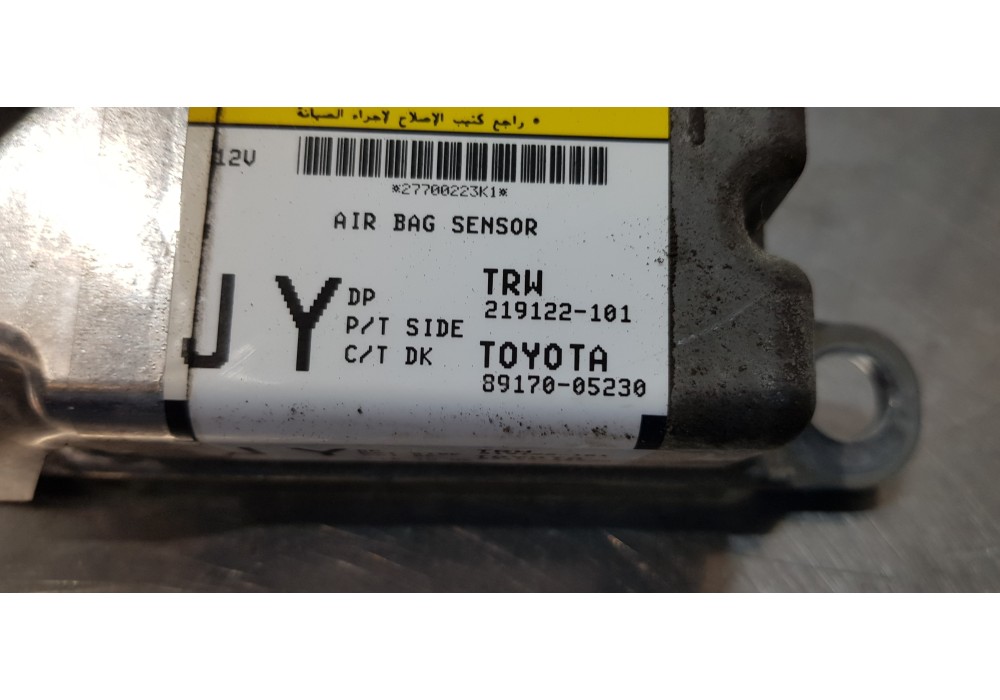 • راجع كتيب الإصلاح لاجراء الصيانة
12V
*27700223K1*
AIR BAG SENSOR
JY
DP
P/T SIDE
C/T DK
TRW
219122-101
TOYOTA
89170-05230